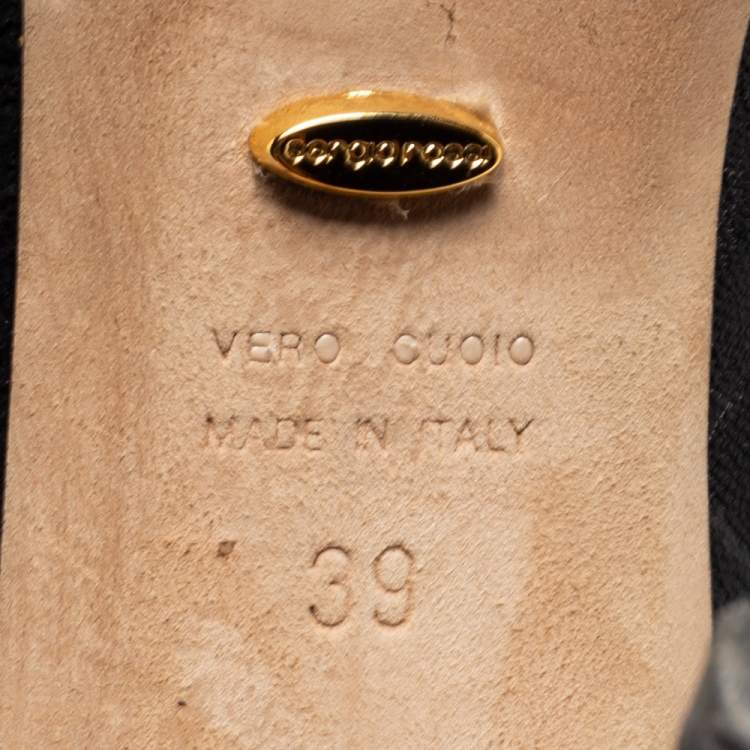 sergio rossi
VERO CUOIO
MADE IN ITALY
39